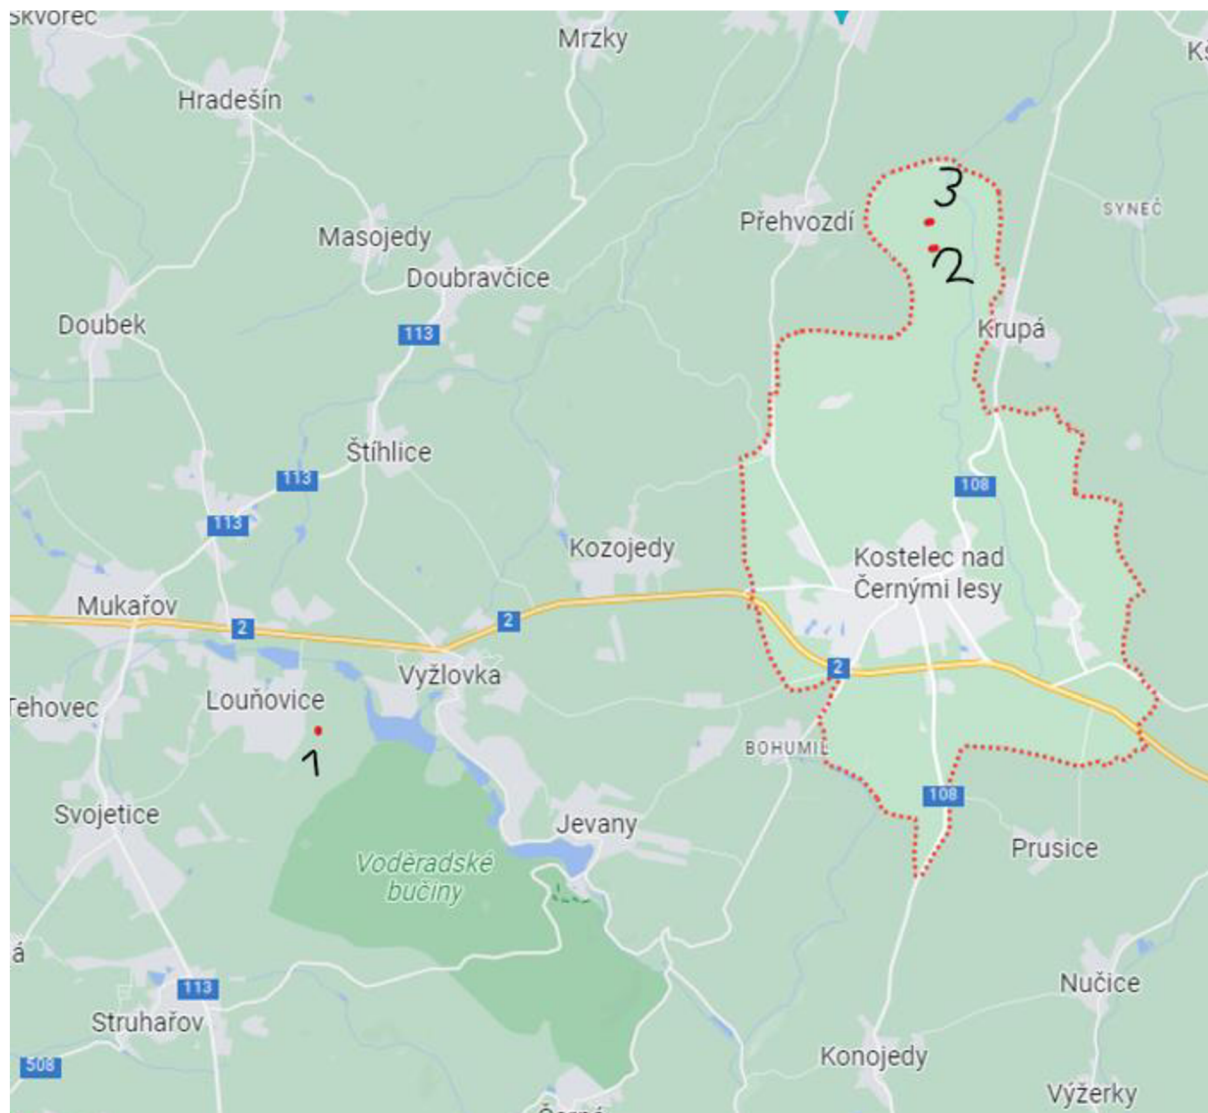 Škvorec
Mrzky
Hradešín
3
SYNEČ
Přehvozdí
Masojedy
2
Doubravčice
Doubek
113
Krupá
Štíhlice
113
108
113
Kozojedy
Kostelec nad
Černými lesy
Mukařov
2
2
Vyžlovka
2
Louňovice
Tehovec
1
BOHUMIL
108
Svojetice
Jevany
Prusice
Voděradské
bučiny
á
Nučice
113
Struhařov
Konojedy
508
Výžerky